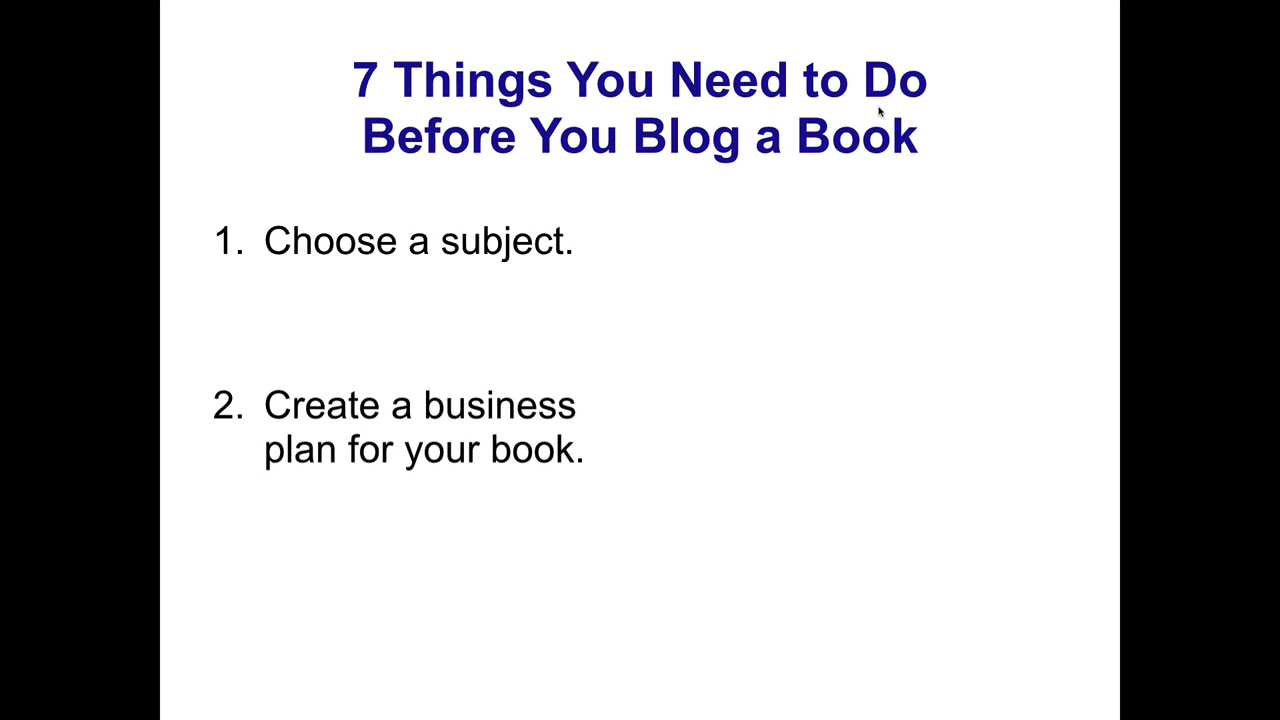 7 Things You Need to Do
Before You Blog a Book
1. Choose a subject.
2. Create a business
plan for your book.